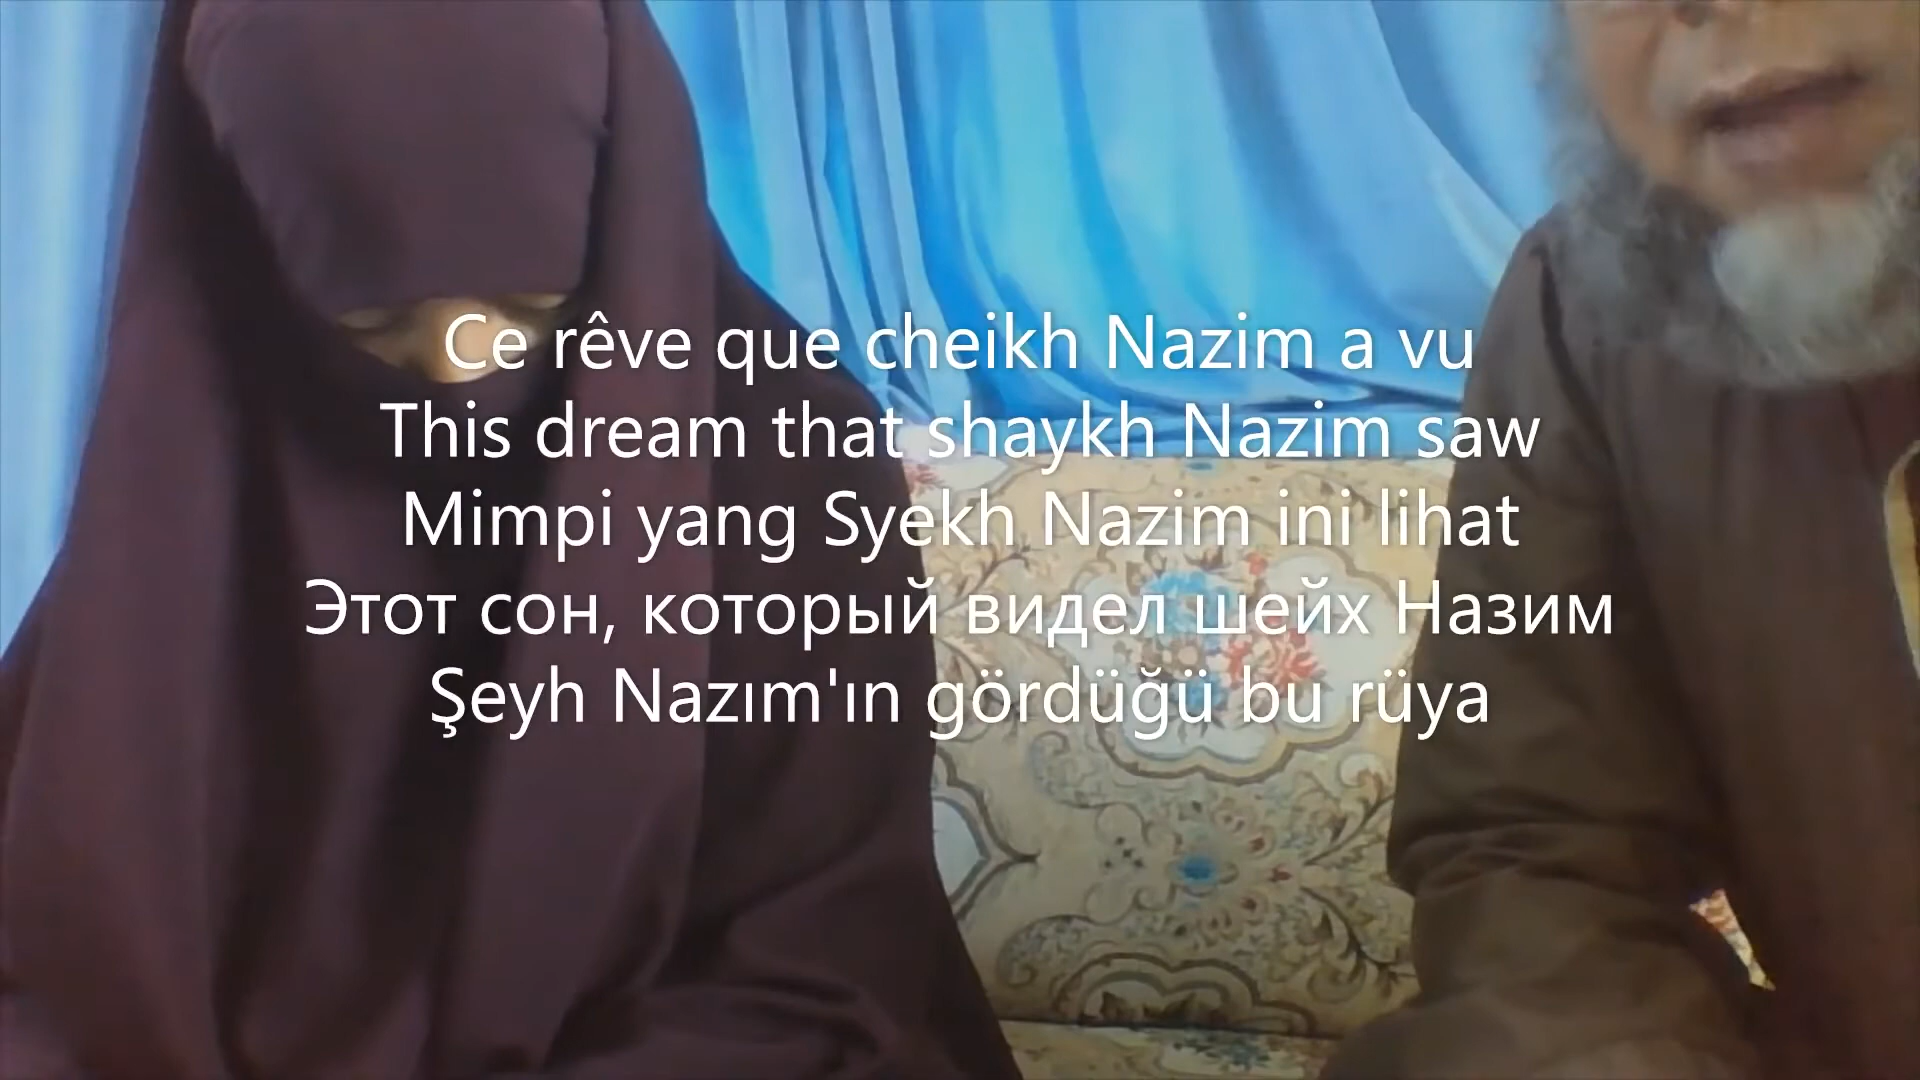 Ce rêve que cheikh Nazim a vu
This dream that shaykh Nazim saw
Mimpi yang Syekh Nazim ini lihat
Этот сон, который видел шейх Назим
Şeyh Nazım'ın gördüğü bu rüya